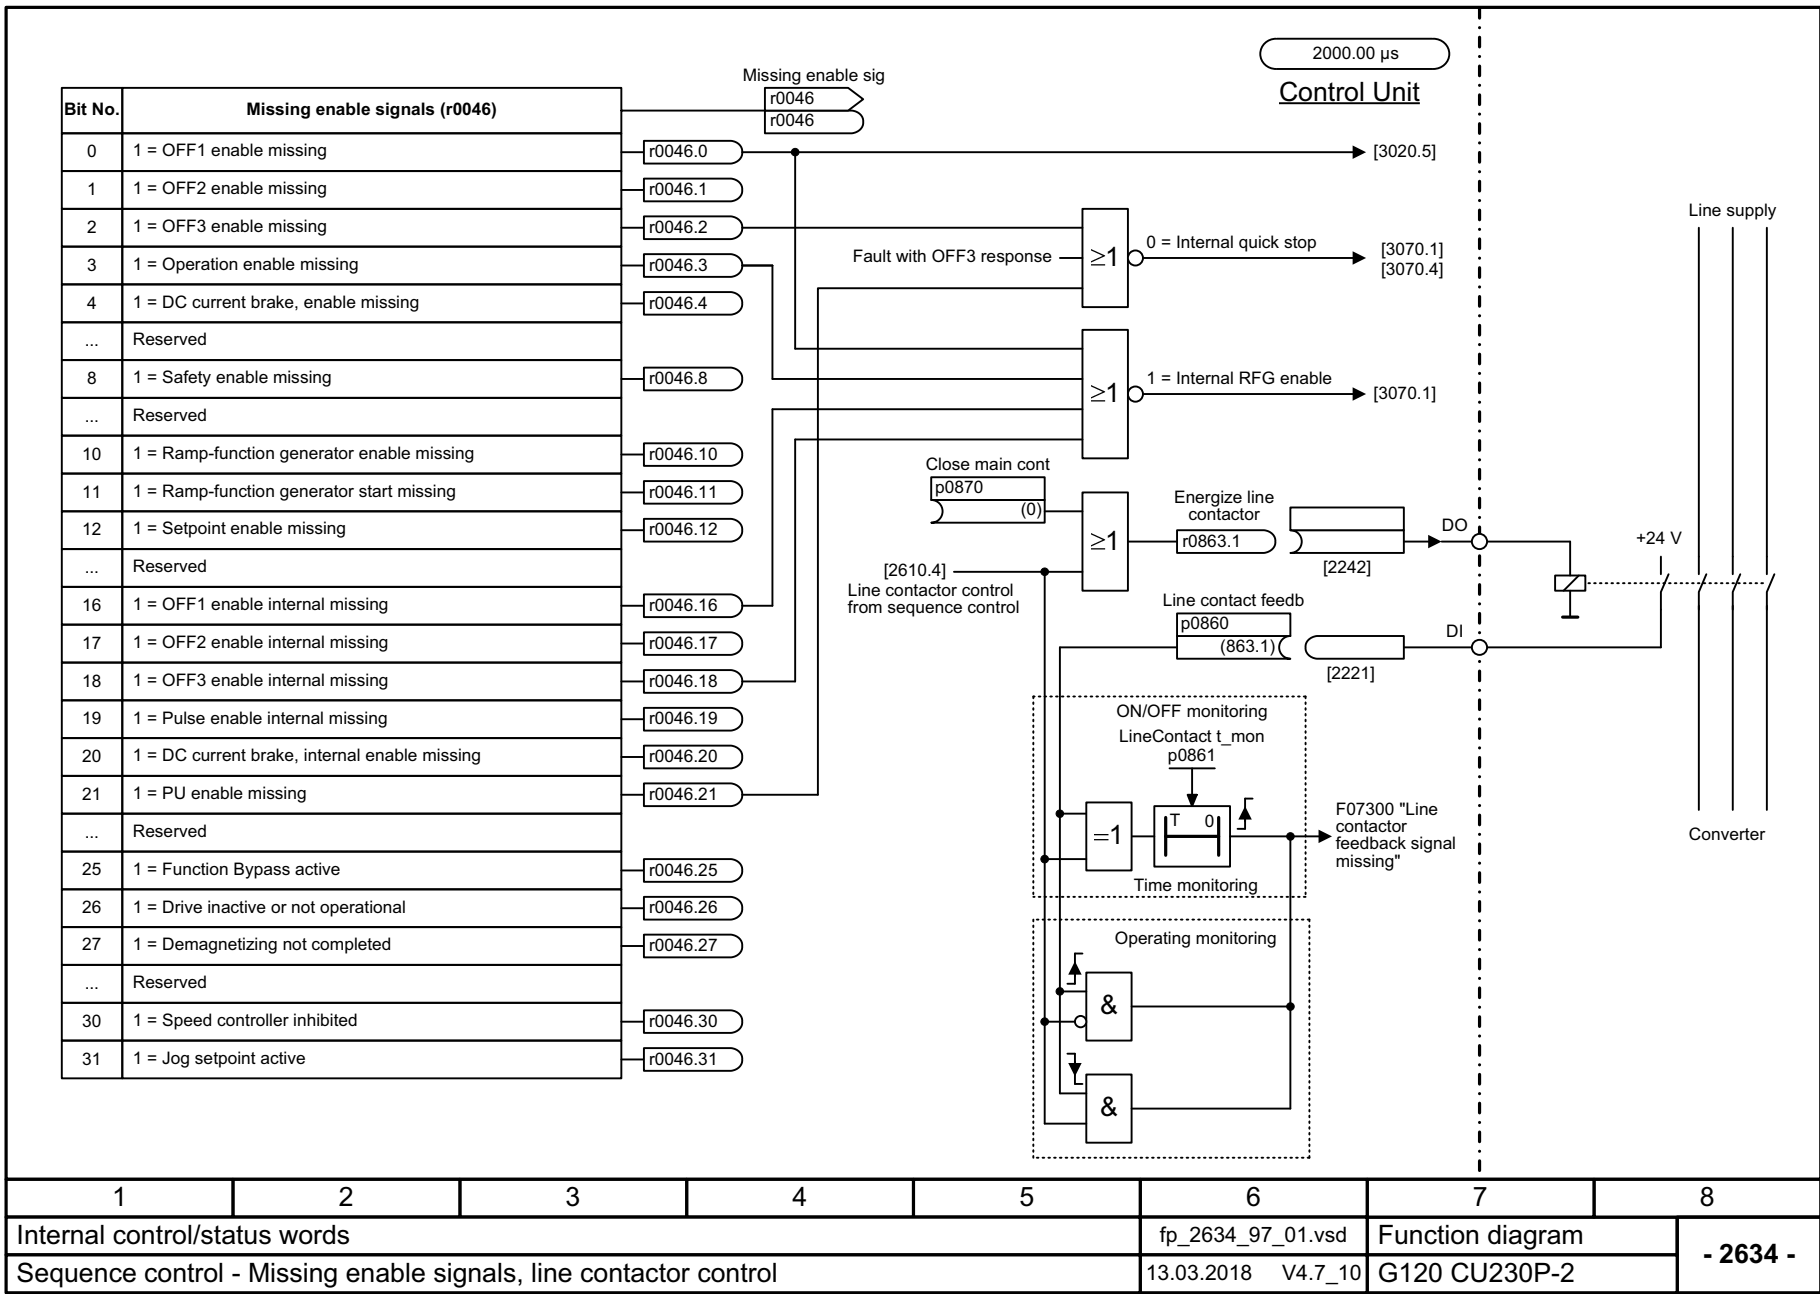 2000.00 µs
Control Unit
Missing enable sig
r0046
r0046
Bit No. Missing enable signals (r0046)
0 1 = OFF1 enable missing r0046.0 [3020.5]
1 1 = OFF2 enable missing r0046.1
2 1 = OFF3 enable missing r0046.2
3 1 = Operation enable missing r0046.3
4 1 = DC current brake, enable missing r0046.4
... Reserved
8 1 = Safety enable missing r0046.8
... Reserved
10 1 = Ramp-function generator enable missing r0046.10
11 1 = Ramp-function generator start missing r0046.11
12 1 = Setpoint enable missing r0046.12
... Reserved
16 1 = OFF1 enable internal missing r0046.16
17 1 = OFF2 enable internal missing r0046.17
18 1 = OFF3 enable internal missing r0046.18
19 1 = Pulse enable internal missing r0046.19
20 1 = DC current brake, internal enable missing r0046.20
21 1 = PU enable missing r0046.21
... Reserved
25 1 = Function Bypass active r0046.25
26 1 = Drive inactive or not operational r0046.26
27 1 = Demagnetizing not completed r0046.27
... Reserved
30 1 = Speed controller inhibited r0046.30
31 1 = Jog setpoint active r0046.31
Fault with OFF3 response ≥1 0 = Internal quick stop [3070.1]
[3070.4]
≥1 1 = Internal RFG enable [3070.1]
Close main cont
p0870
(0)
≥1
[2610.4]
Line contactor control
from sequence control
Energize line
contactor
r0863.1
[2242]
DO
Line contact feedb
p0860
(863.1)
[2221]
DI
+24 V
Line supply
Converter
ON/OFF monitoring
LineContact t_mon
p0861
=1 T 0
Time monitoring
F07300 "Line
contactor
feedback signal
missing"
Operating monitoring
&
&
1 2 3 4 5 6 7 8
Internal control/status words fp_2634_97_01.vsd Function diagram
- 2634 -
Sequence control - Missing enable signals, line contactor control 13.03.2018 V4.7_10 G120 CU230P-2